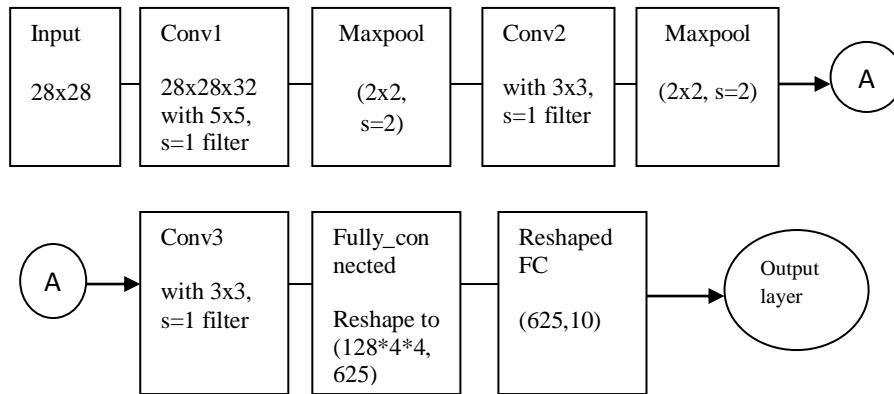 Input
28x28
Conv1
28x28x32
with 5x5,
s=1 filter
Maxpool
(2x2,
s=2)
Conv2
with 3x3,
s=1 filter
Maxpool
(2x2, s=2)
A
A
Conv3
with 3x3,
s=1 filter
Fully_con
nected
Reshape to
(128*4*4,
625)
Reshaped
FC
(625,10)
Output
layer